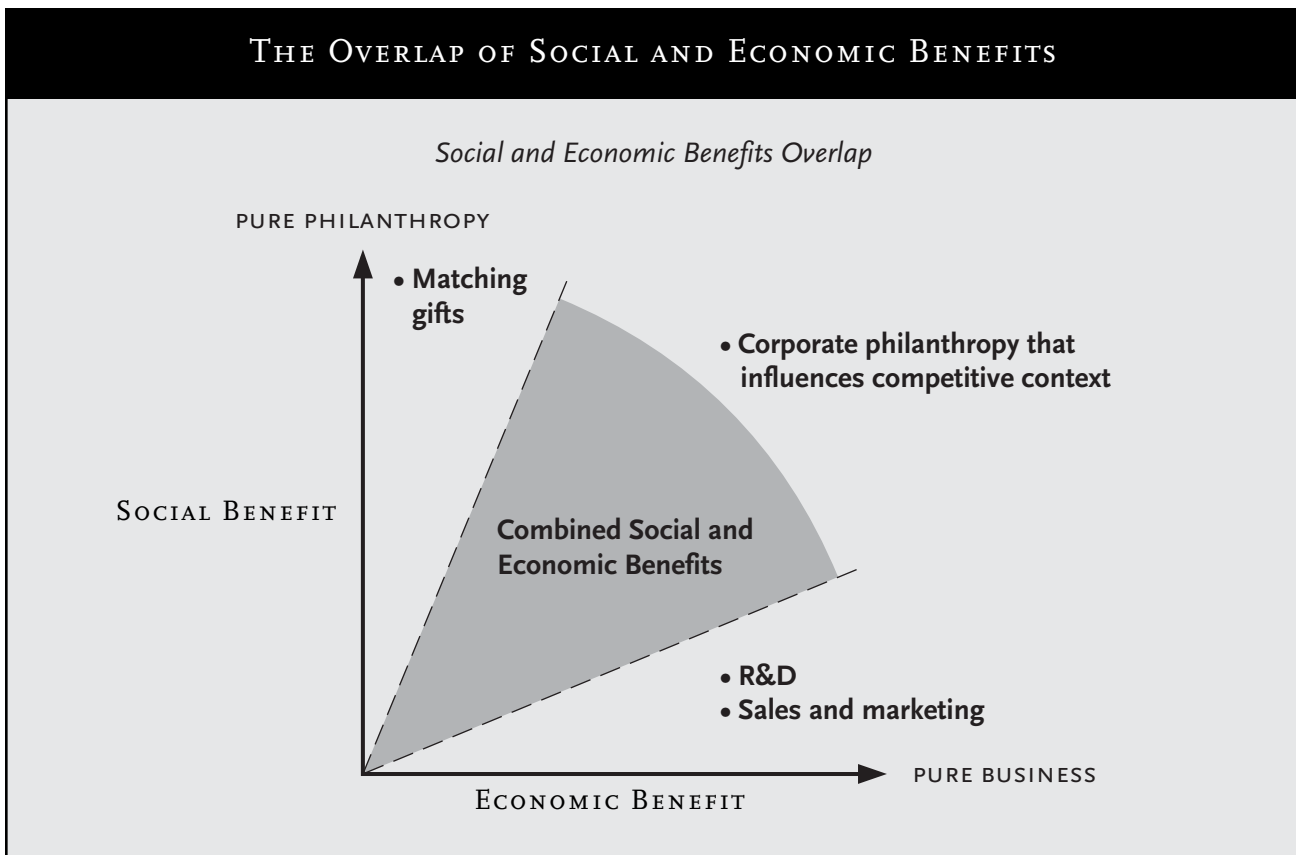 The Overlap of Social and Economic Benefits
Social and Economic Benefits Overlap
PURE PHILANTHROPY
• Matching
gifts
• Corporate philanthropy that
influences competitive context
Social Benefit
Combined Social and
Economic Benefits
• R&D
• Sales and marketing
PURE BUSINESS
Economic Benefit